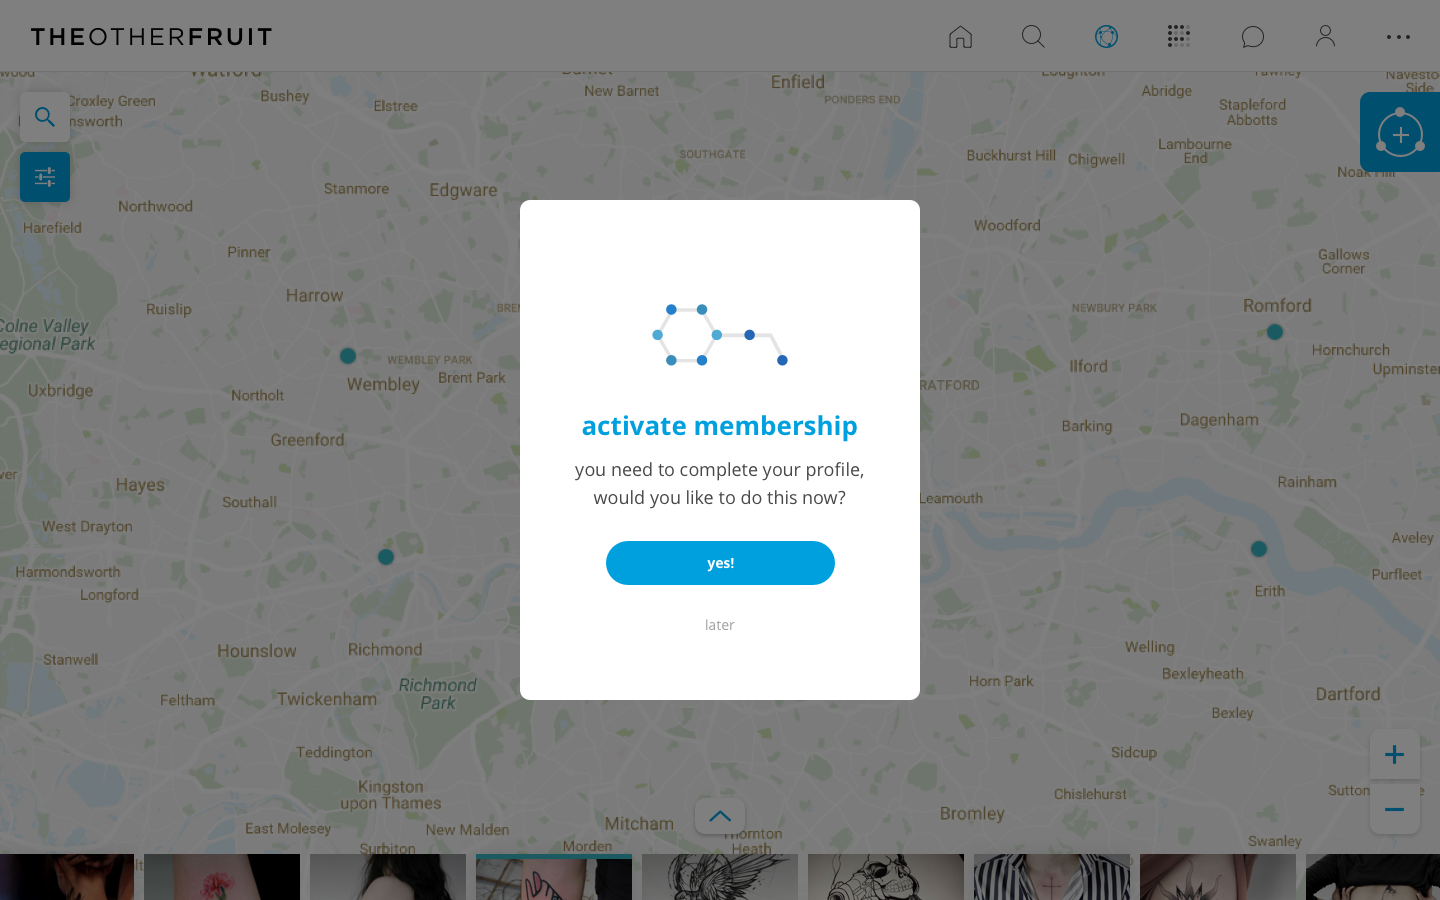 THEOTHERFRUIT
Enfield
New Barnet
PONDERS END
Loughton
Abridge
Croxley Green
Bushey
Elstree
Stapleford
Abbotts
SOUTHGATE
Buckhurst Hill
Chigwell
Lambourne
End
Noak Hill
Stanmore
Edgware
Northwood
Harefield
Woodford
Pinner
Gallows
Corner
Harrow
Ruislip
NEWBURY PARK
Romford
Colne Valley
Regional Park
WEMBLEY PARK
Wembley
Brent Park
Hornchurch
Ilford
Upminster
Uxbridge
Northolt
activate membership
Dagenham
Barking
Greenford
you need to complete your profile,
would you like to do this now?
Hayes
Southall
Leamouth
Rainham
West Drayton
Aveley
yes!
Harmondsworth
Longford
Purfleet
Erith
later
Stanwell
Hounslow
Richmond
Welling
Bexleyheath
Horn Park
Feltham
Twickenham
Richmond
Park
Dartford
Bexley
Teddington
Sidcup
Kingston
upon Thames
Chislehurst
Sutton
East Molesey
New Malden
Mitcham
Bromley
Thornton
Heath
Surbiton
Morden
Swanley